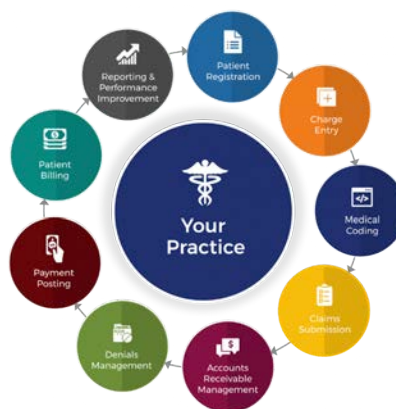 Patient
Registration
Charge
Entry
Medical
Coding
Claims
Submission
Accounts
Receivable
Management
Denials
Management
Payment
Posting
Patient
Billing
Reporting &
Performance
Improvement
Your
Practice